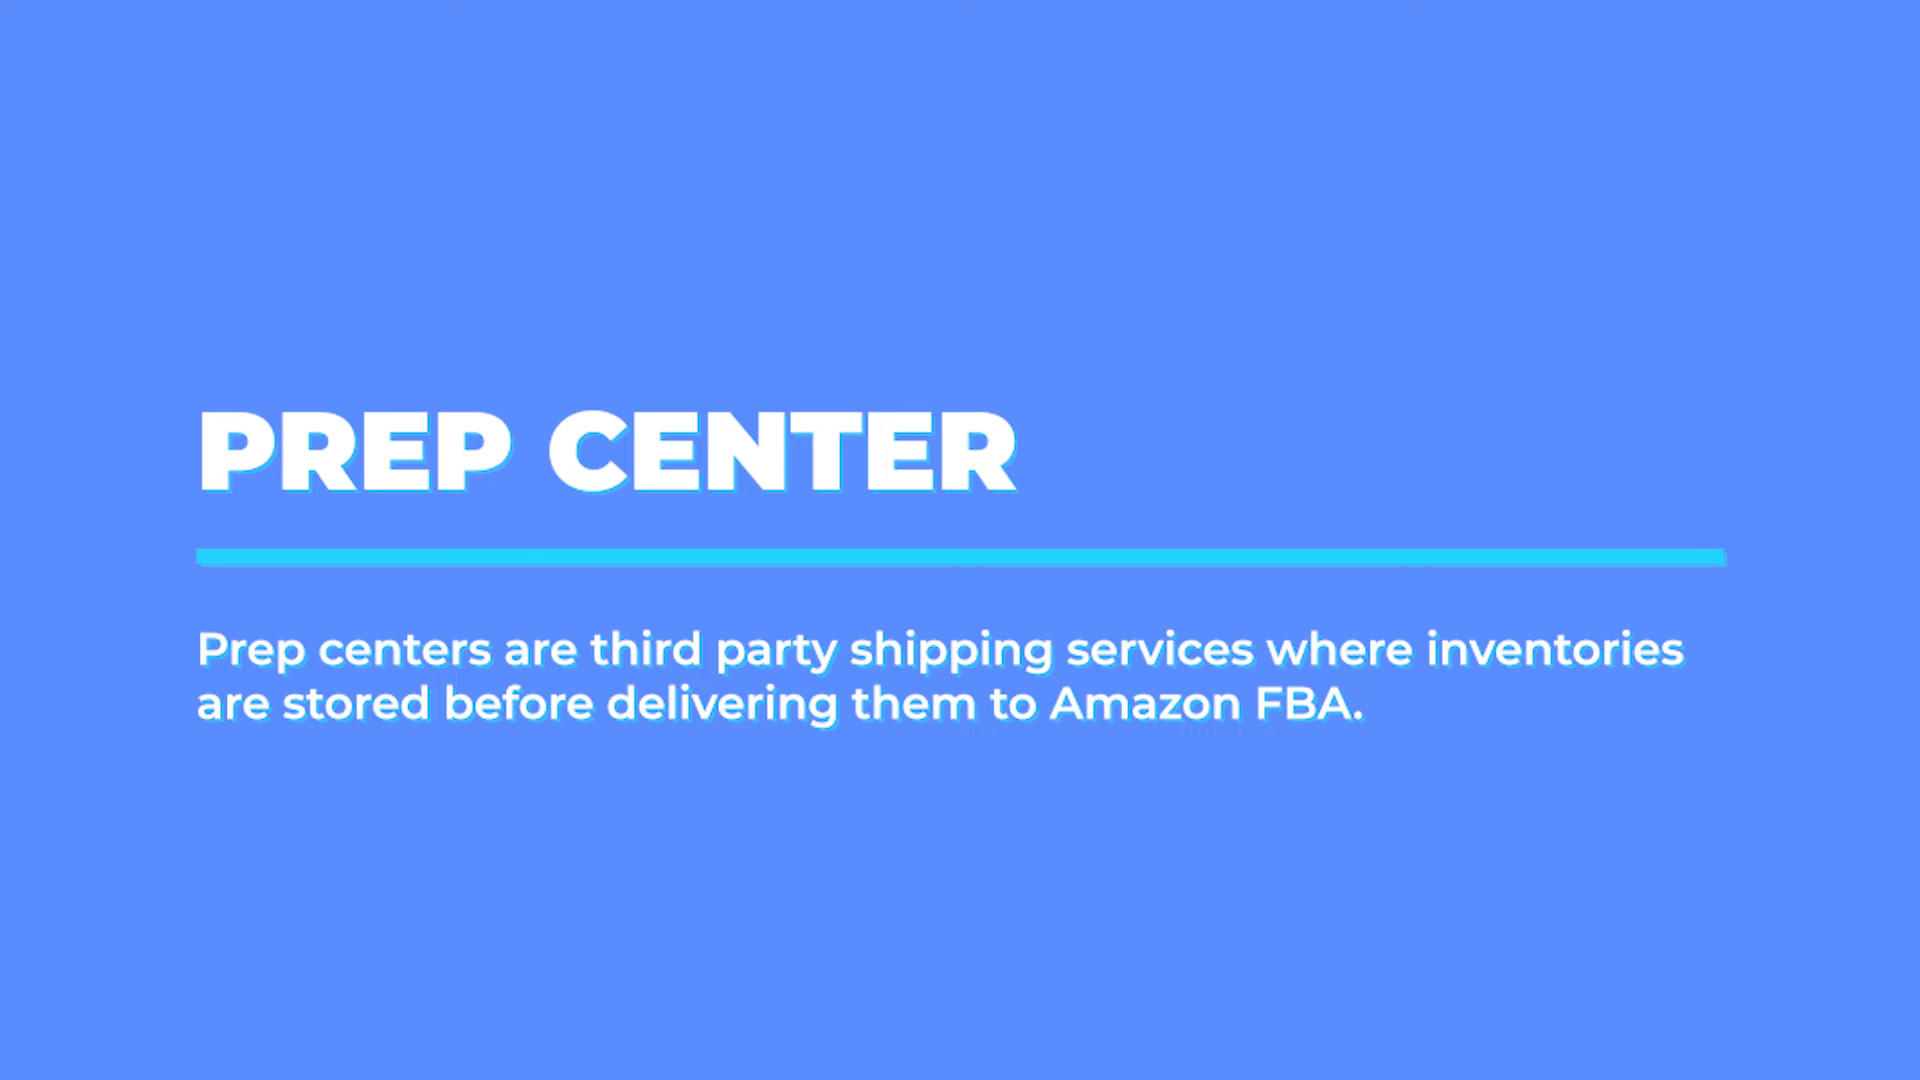 PREP CENTER
Prep centers are third party shipping services where inventories
are stored before delivering them to Amazon FBA.